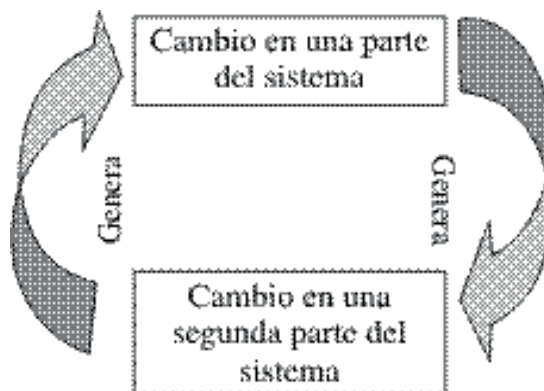 Cambio en una parte
del sistema
Genera
Genera
Cambio en una
segunda parte del
sistema